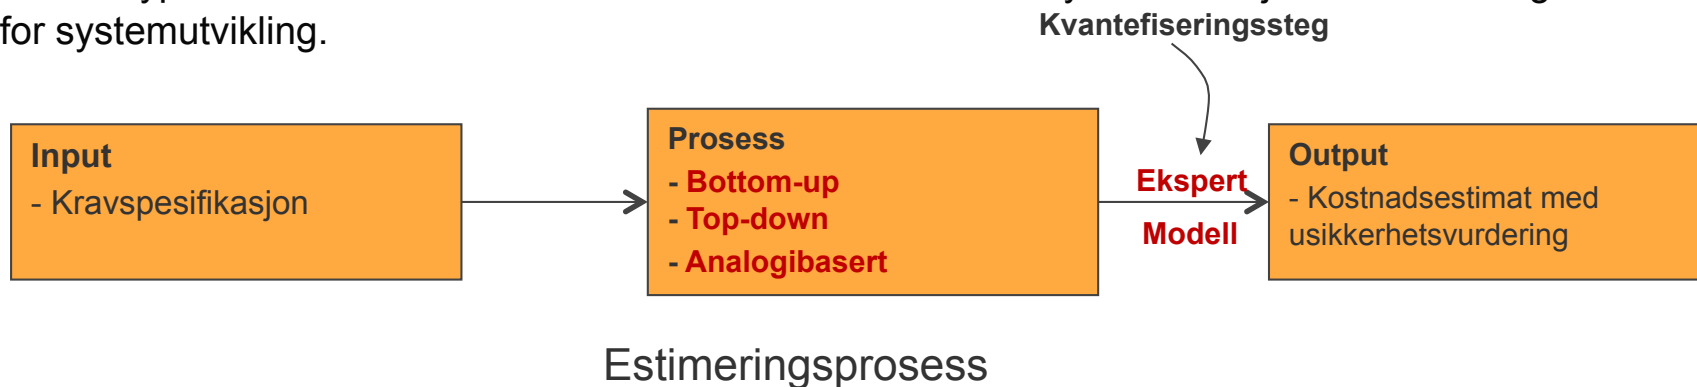 for systemutvikling.
Kvantefiseringssteg
Input
- Kravspesifikasjon
Prosess
- Bottom-up
- Top-down
- Analogibasert
Ekspert
Modell
Output
- Kostnadsestimat med
usikkerhetsvurdering
Estimeringsprosess